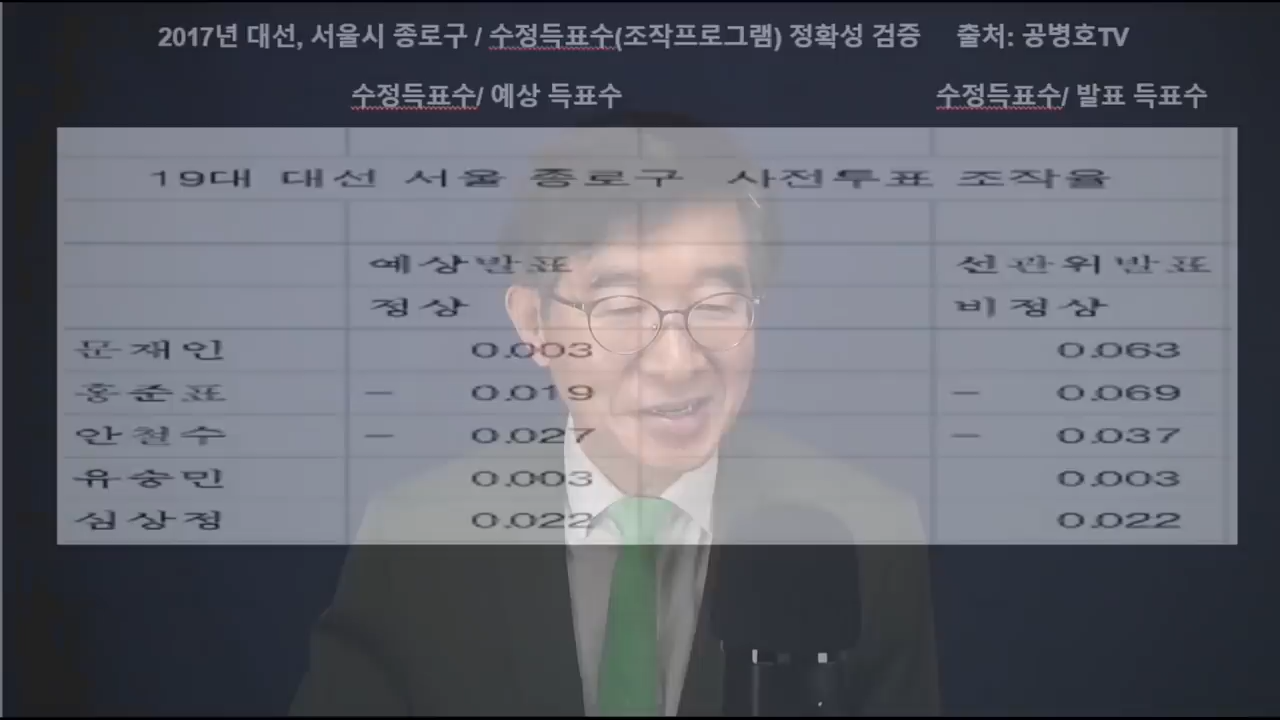 2017년 대선, 서울시 종로구 / 수정득표수(조작프로그램) 정확성 검증 출처: 공병호TV
수정득표수/ 예상 득표수 수정득표수/ 발표 득표수
19대 대선 서울 종로구 사전투표 조작율
예상발표 선관위발표
정상 비정상
문재인 0.003 0.063
홍준표 - 0.019 - 0.069
안철수 - 0.027 - 0.037
유승민 0.003 0.003
심상정 0.022 0.022